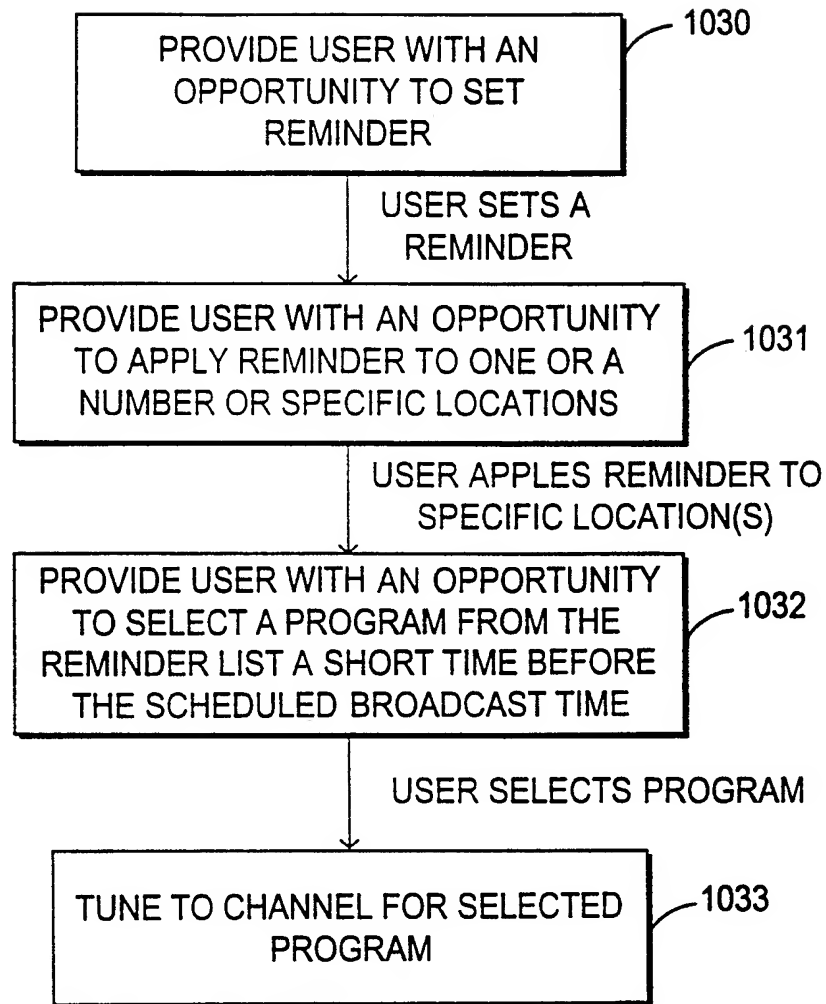 PROVIDE USER WITH AN
OPPORTUNITY TO SET
REMINDER
1030
USER SETS A
REMINDER
PROVIDE USER WITH AN OPPORTUNITY
TO APPLY REMINDER TO ONE OR A
NUMBER OR SPECIFIC LOCATIONS
1031
USER APPLES REMINDER TO
SPECIFIC LOCATION(S)
PROVIDE USER WITH AN OPPORTUNITY
TO SELECT A PROGRAM FROM THE
REMINDER LIST A SHORT TIME BEFORE
THE SCHEDULED BROADCAST TIME
1032
USER SELECTS PROGRAM
TUNE TO CHANNEL FOR SELECTED
PROGRAM
1033